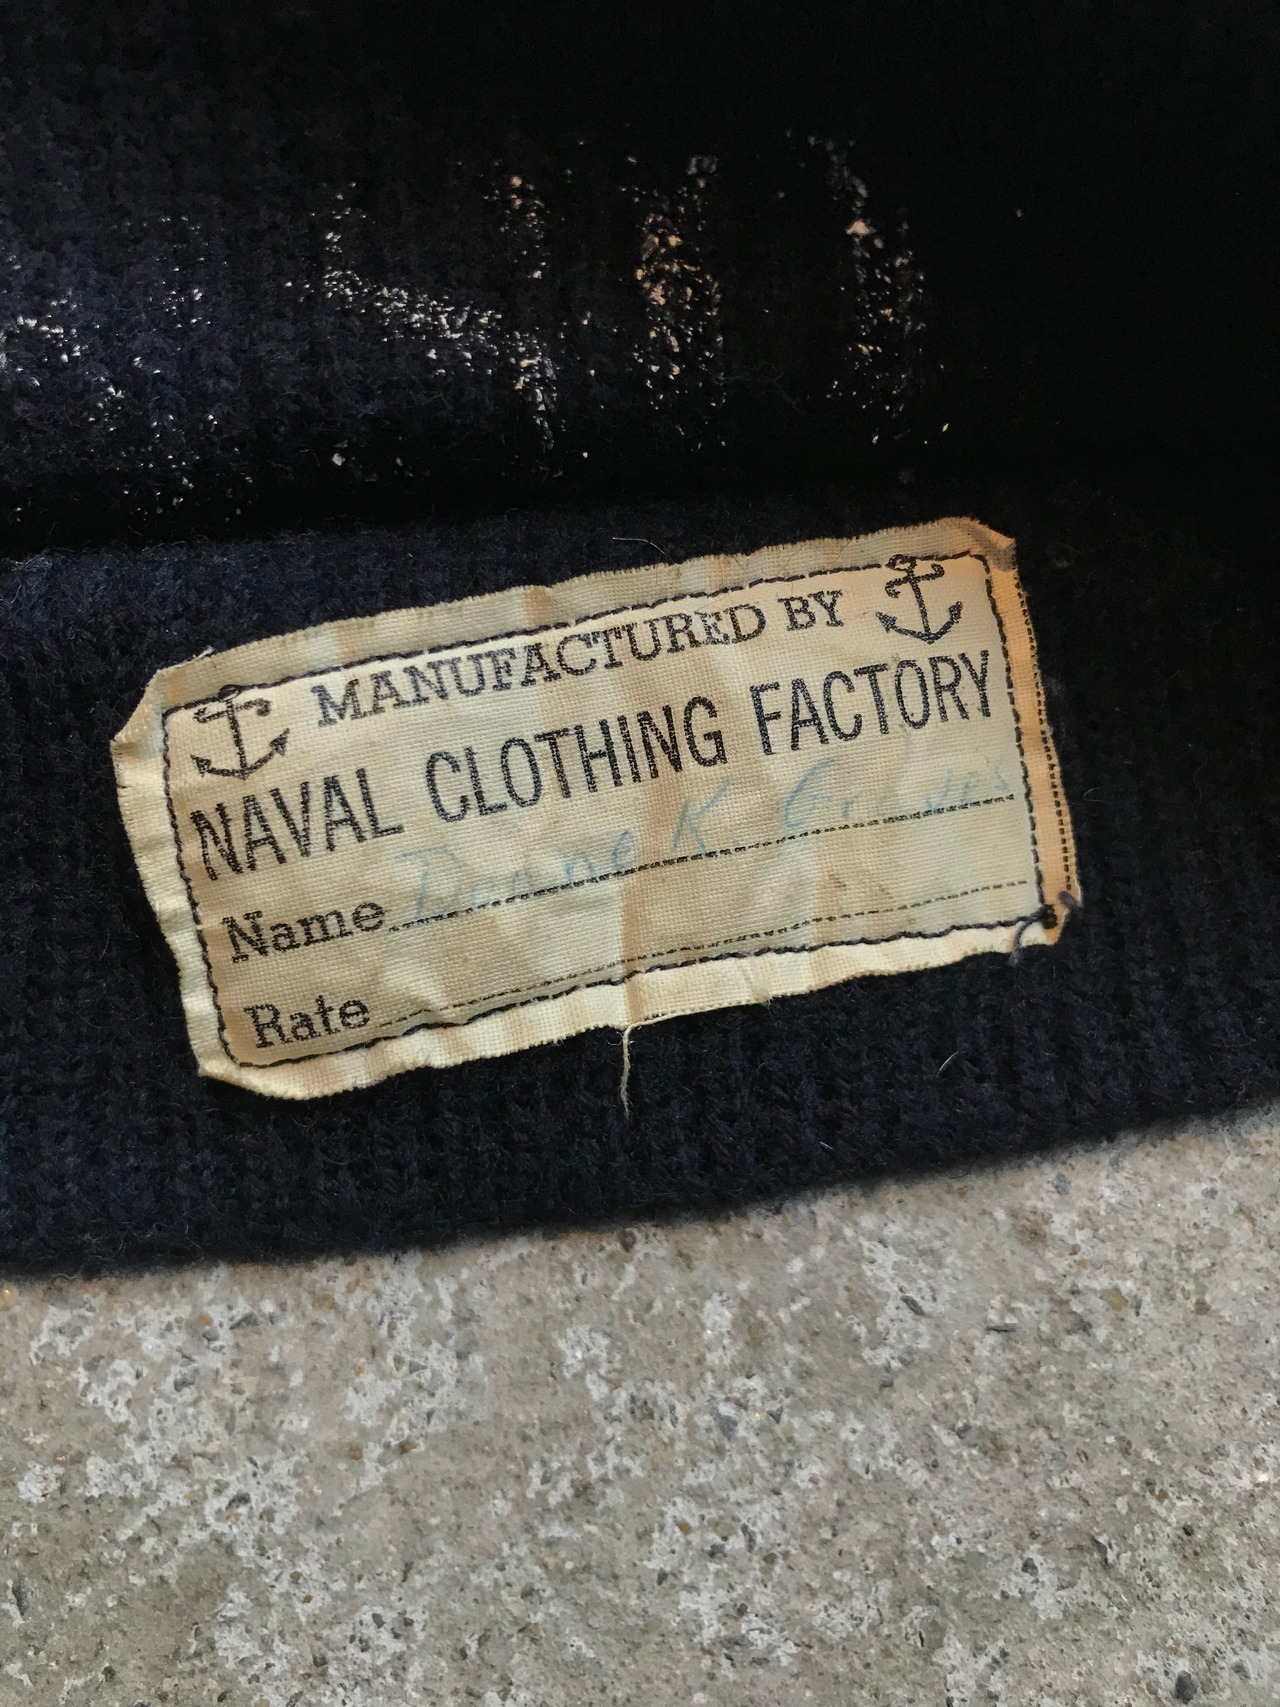 MANUFACTURED BY
NAVAL CLOTHING FACTORY
Name K
Rate